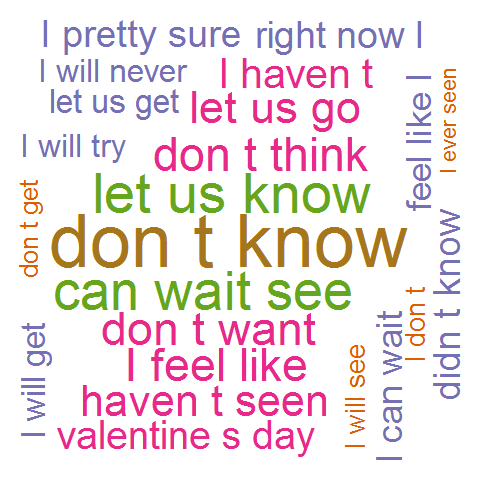 I pretty sure
right now I
I will never
I haven t
let us get
let us go
I will try
don t think
feel like I
I ever seen
let us know
don t get
don t know
didn t know
can wait see
don t want
I don t
I can wait
I feel like
I will get
I will see
haven t seen
valentine s day